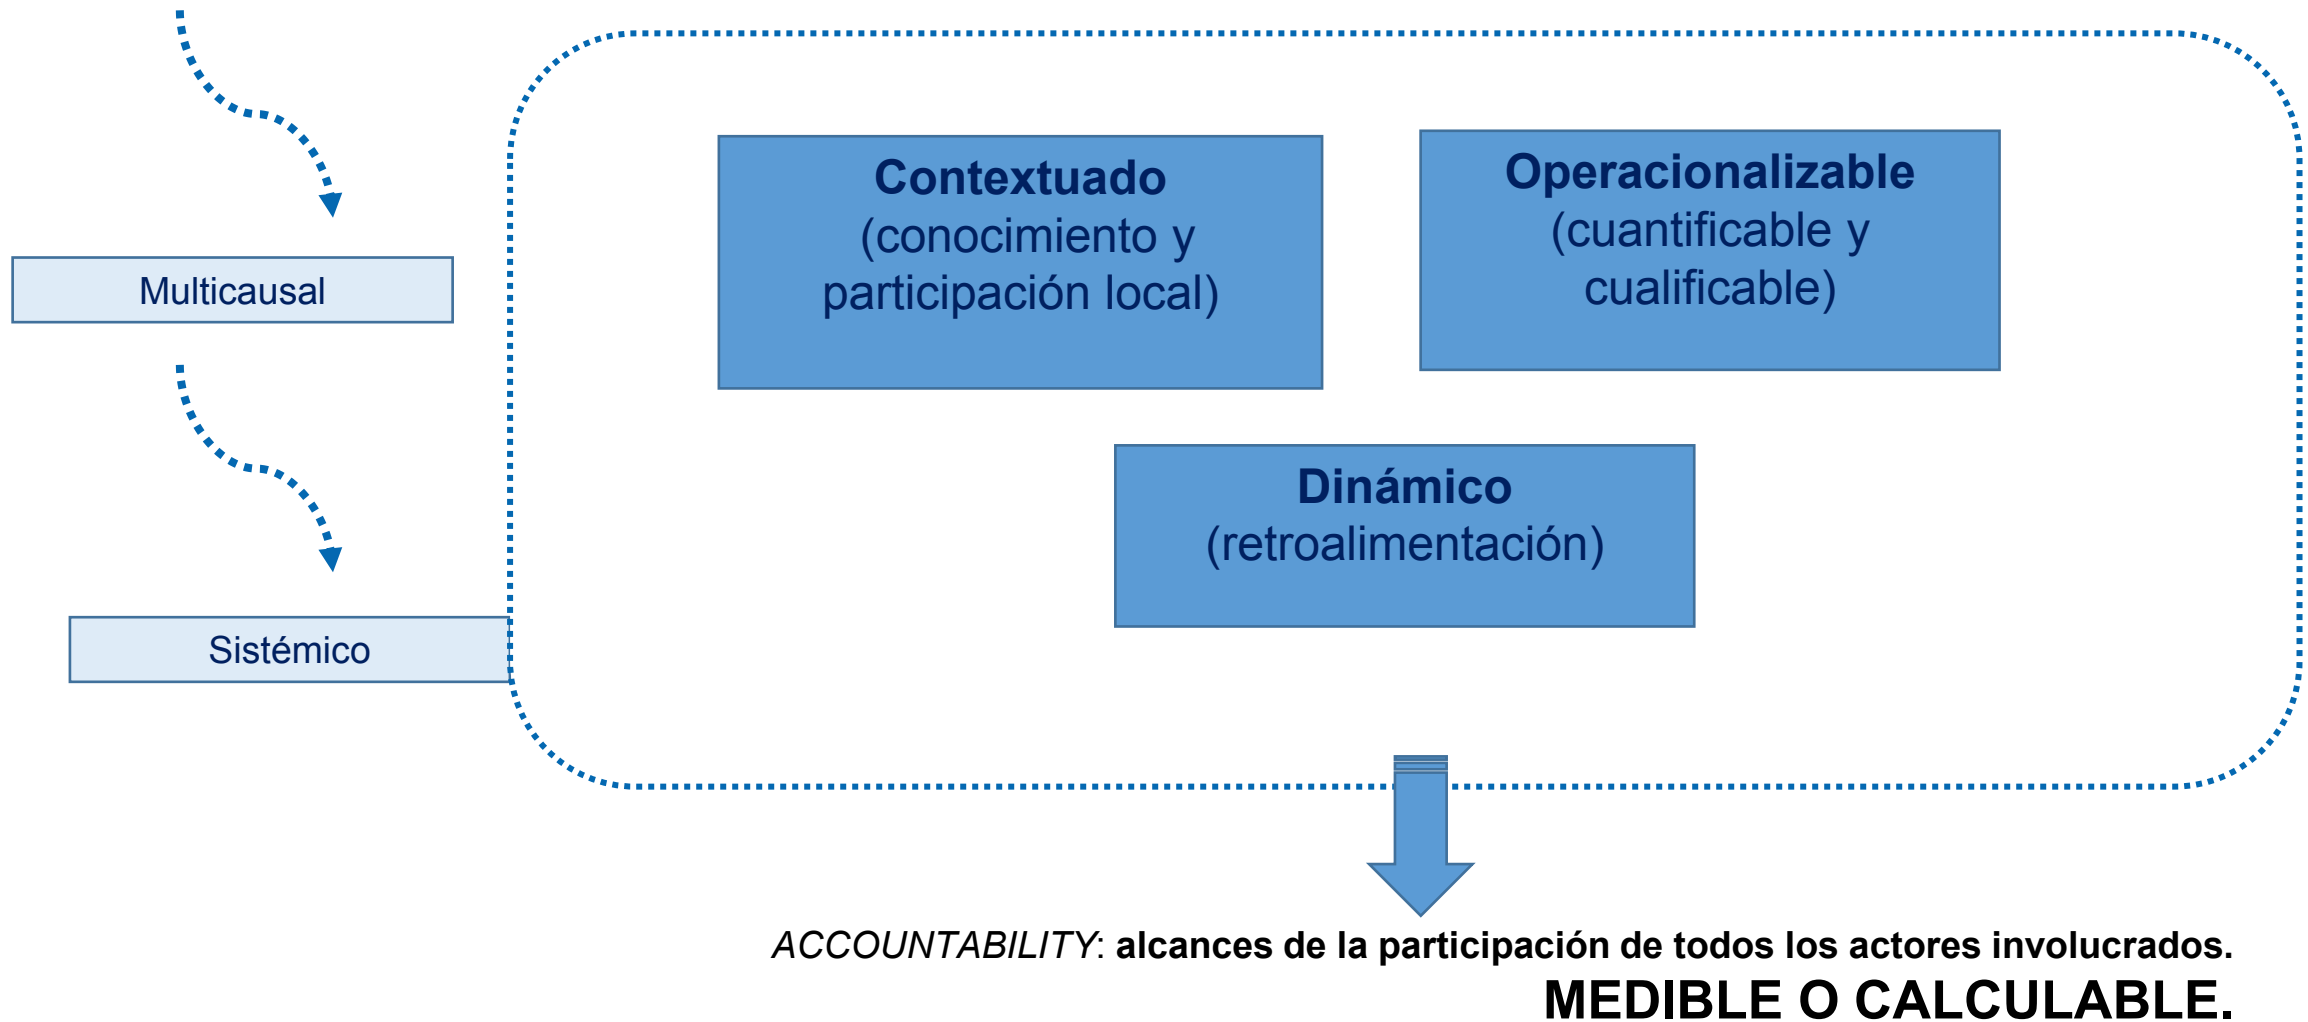 Contextuado
(conocimiento y
participación local)
Operacionalizable
(cuantificable y
cualificable)
Multicausal
Dinámico
(retroalimentación)
Sistémico
ACCOUNTABILITY: alcances de la participación de todos los actores involucrados.
MEDIBLE O CALCULABLE.